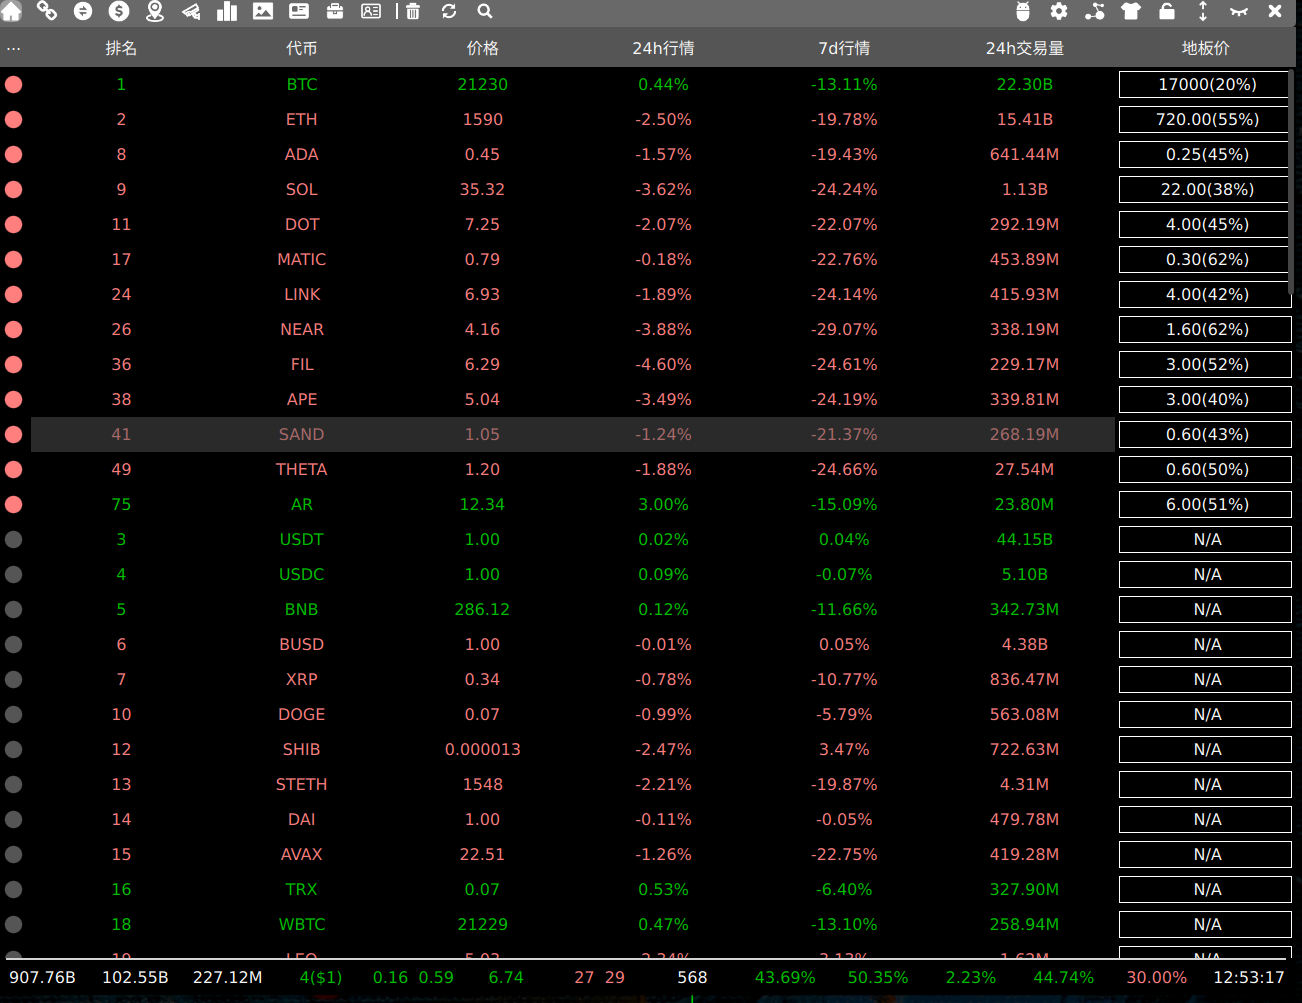 ... 排名 代币 价格 24h行情 7d行情 24h交易量 地板价
1 BTC 21230 0.44% -13.11% 22.30B 17000(20%)
2 ETH 1590 -2.50% -19.78% 15.41B 720.00(55%)
8 ADA 0.45 -1.57% -19.43% 641.44M 0.25(45%)
9 SOL 35.32 -3.62% -24.24% 1.13B 22.00(38%)
11 DOT 7.25 -2.07% -22.07% 292.19M 4.00(45%)
17 MATIC 0.79 -0.18% -22.76% 453.89M 0.30(62%)
24 LINK 6.93 -1.89% -24.14% 415.93M 4.00(42%)
26 NEAR 4.16 -3.88% -29.07% 338.19M 1.60(62%)
36 FIL 6.29 -4.60% -24.61% 229.17M 3.00(52%)
38 APE 5.04 -3.49% -24.19% 339.81M 3.00(40%)
41 SAND 1.05 -1.24% -21.37% 268.19M 0.60(43%)
49 THETA 1.20 -1.88% -24.66% 27.54M 0.60(50%)
75 AR 12.34 3.00% -15.09% 23.80M 6.00(51%)
3 USDT 1.00 0.02% 0.04% 44.15B N/A
4 USDC 1.00 0.09% -0.07% 5.10B N/A
5 BNB 286.12 0.12% -11.66% 342.73M N/A
6 BUSD 1.00 -0.01% 0.05% 4.38B N/A
7 XRP 0.34 -0.78% -10.77% 836.47M N/A
10 DOGE 0.07 -0.99% -5.79% 563.08M N/A
12 SHIB 0.000013 -2.47% 3.47% 722.63M N/A
13 STETH 1548 -2.21% -19.87% 4.31M N/A
14 DAI 1.00 -0.11% -0.05% 479.78M N/A
15 AVAX 22.51 -1.26% -22.75% 419.28M N/A
16 TRX 0.07 0.53% -6.40% 327.90M N/A
18 WBTC 21229 0.47% -13.10% 258.94M N/A
907.76B 102.55B 227.12M 4($1) 0.16 0.59 6.74 27 29 568 43.69% 50.35% 2.23% 44.74% 30.00% 12:53:17